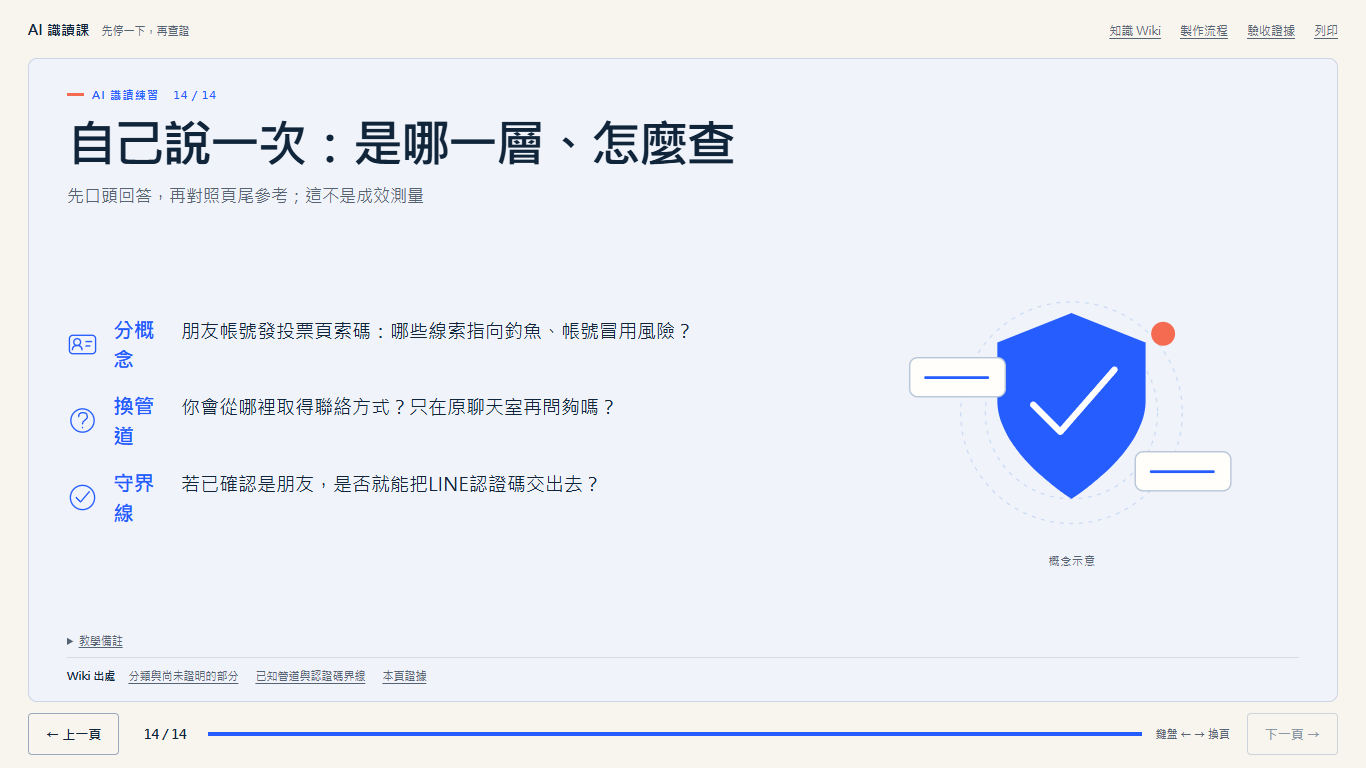 AI 識讀課 先停一下，再查證
知識 Wiki 製作流程 驗收證據 列印
AI 識讀練習 14 / 14
自己說一次：是哪一層、怎麼查
先口頭回答，再對照頁尾參考；這不是成效測量
分概念 朋友帳號發投票頁索碼：哪些線索指向釣魚、帳號冒用風險？
換管道 你會從哪裡取得聯絡方式？只在原聊天室再問夠嗎？
守界線 若已確認是朋友，是否就能把LINE認證碼交出去？
概念示意
▶ 教學備註
Wiki 出處 分類與尚未證明的部分 已知管道與認證碼界線 本頁證據
← 上一頁 14 / 14 鍵盤 ← → 換頁 下一頁 →